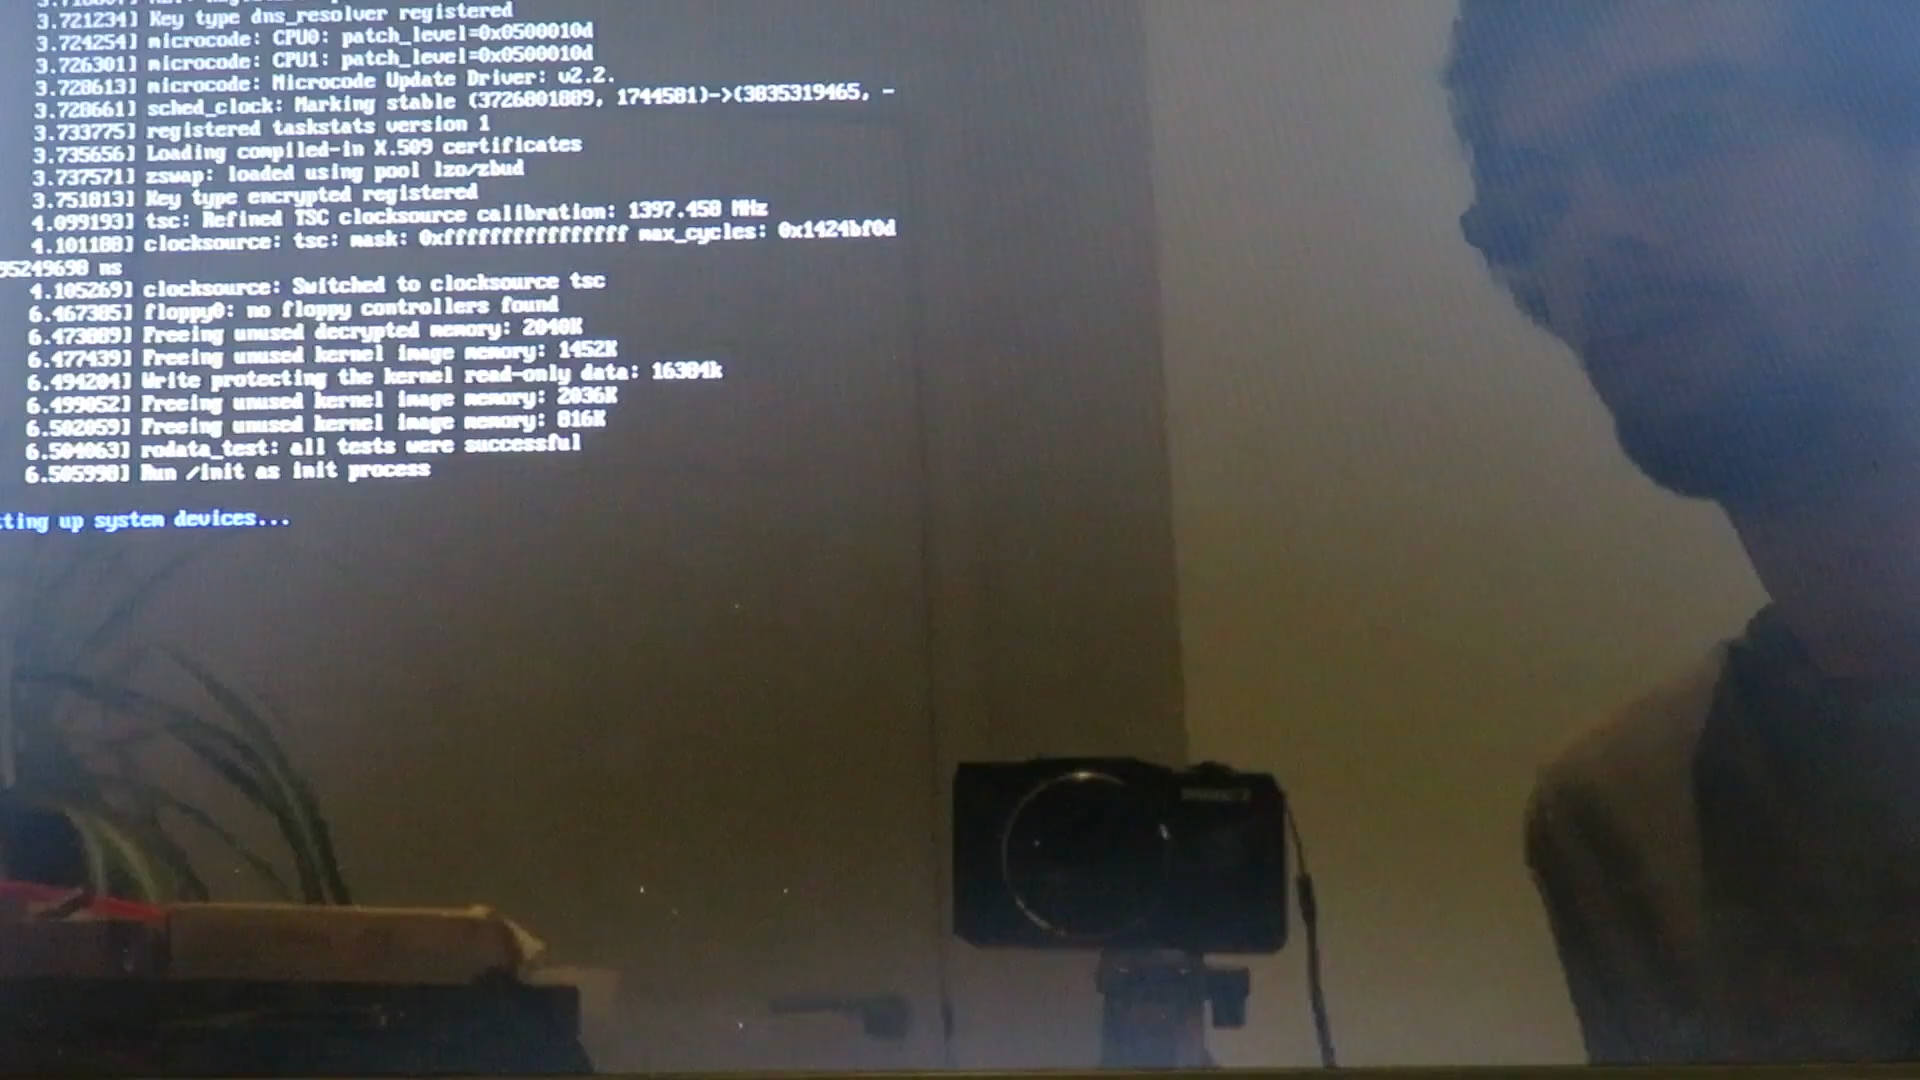 3.721234] Key type dns_resolver registered
3.724254] microcode: CPU0: patch_level=0x0500010d
3.726301] microcode: CPU1: patch_level=0x0500010d
3.728613] microcode: Microcode Update Driver: v2.2.
3.728661] sched_clock: Marking stable (3726801889, 1744581)->(3835319465, -
3.733775] registered taskstats version 1
3.735656] Loading compiled-in X.509 certificates
3.737571] zswap: loaded using pool lzo/zbud
3.751813] Key type encrypted registered
4.099193] tsc: Refined TSC clocksource calibration: 1397.458 MHz
4.101188] clocksource: tsc: mask: 0xffffffffffffffff max_cycles: 0x1424bf0d
95249698 ns
4.105269] clocksource: Switched to clocksource tsc
6.467385] floppy0: no floppy controllers found
6.473889] Freeing unused decrypted memory: 2040K
6.477439] Freeing unused kernel image memory: 1452K
6.494204] Write protecting the kernel read-only data: 16384k
6.499052] Freeing unused kernel image memory: 2036K
6.502059] Freeing unused kernel image memory: 816K
6.504063] rodata_test: all tests were successful
6.505998] Run /init as init process
tting up system devices...